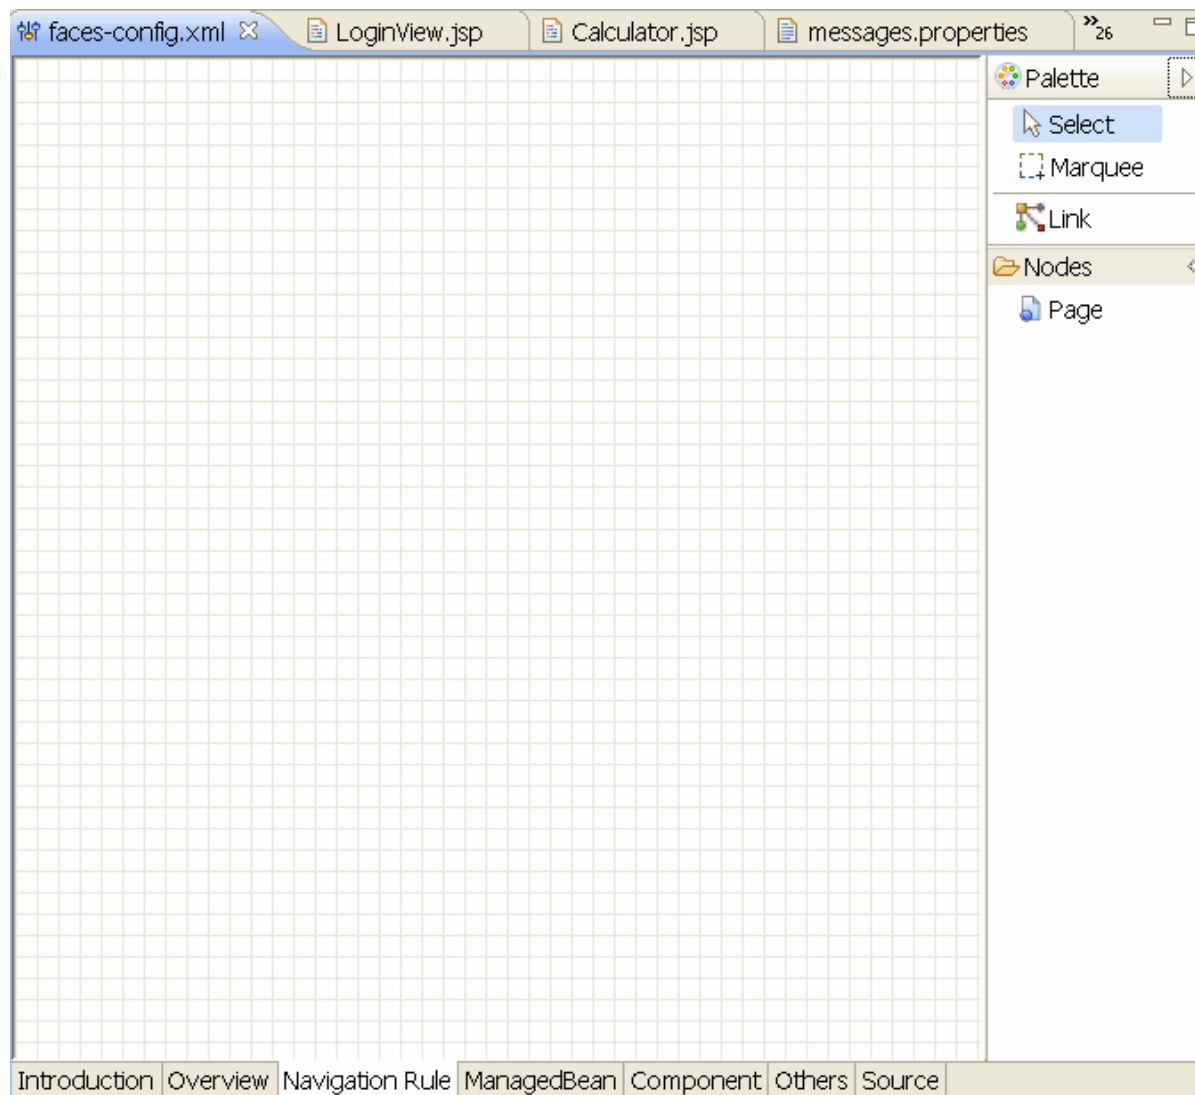 faces-config.xml LoginView.jsp Calculator.jsp messages.properties »26
Palette
Select
Marquee
Link
Nodes
Page
Introduction Overview Navigation Rule ManagedBean Component Others Source